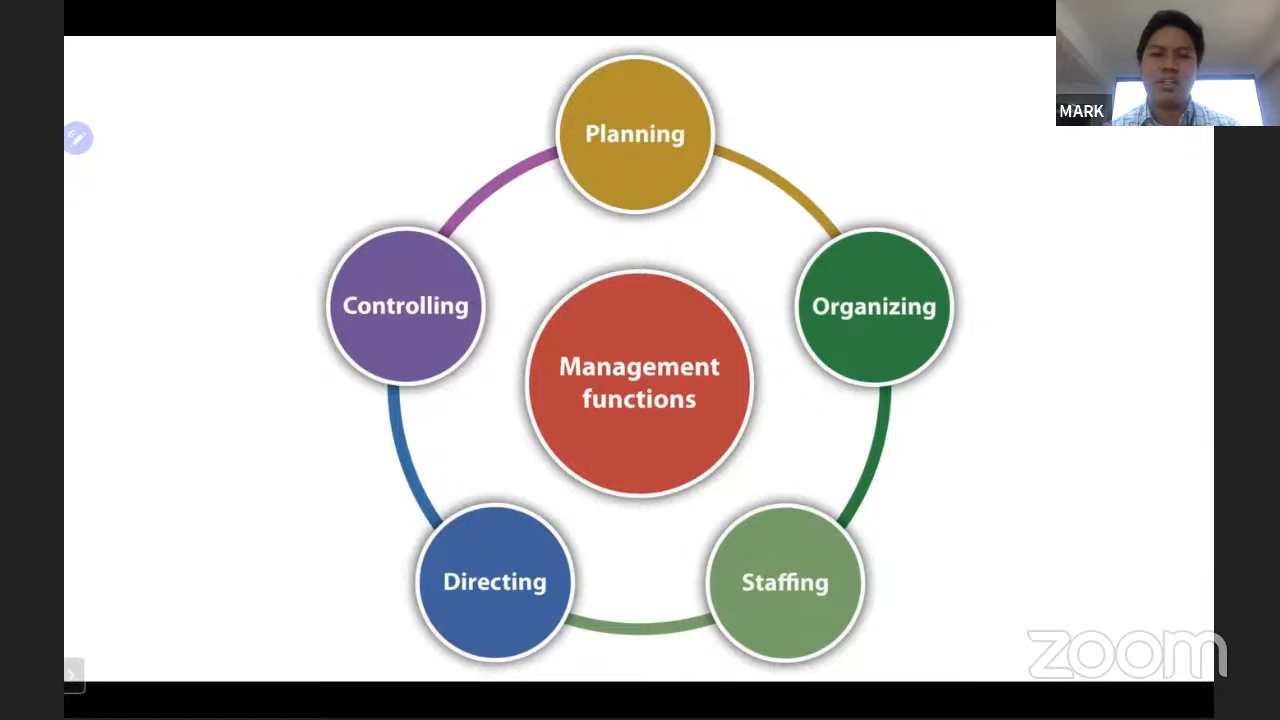 Planning
MARK
Controlling
Organizing
Management
functions
Directing
Staffing
zoom